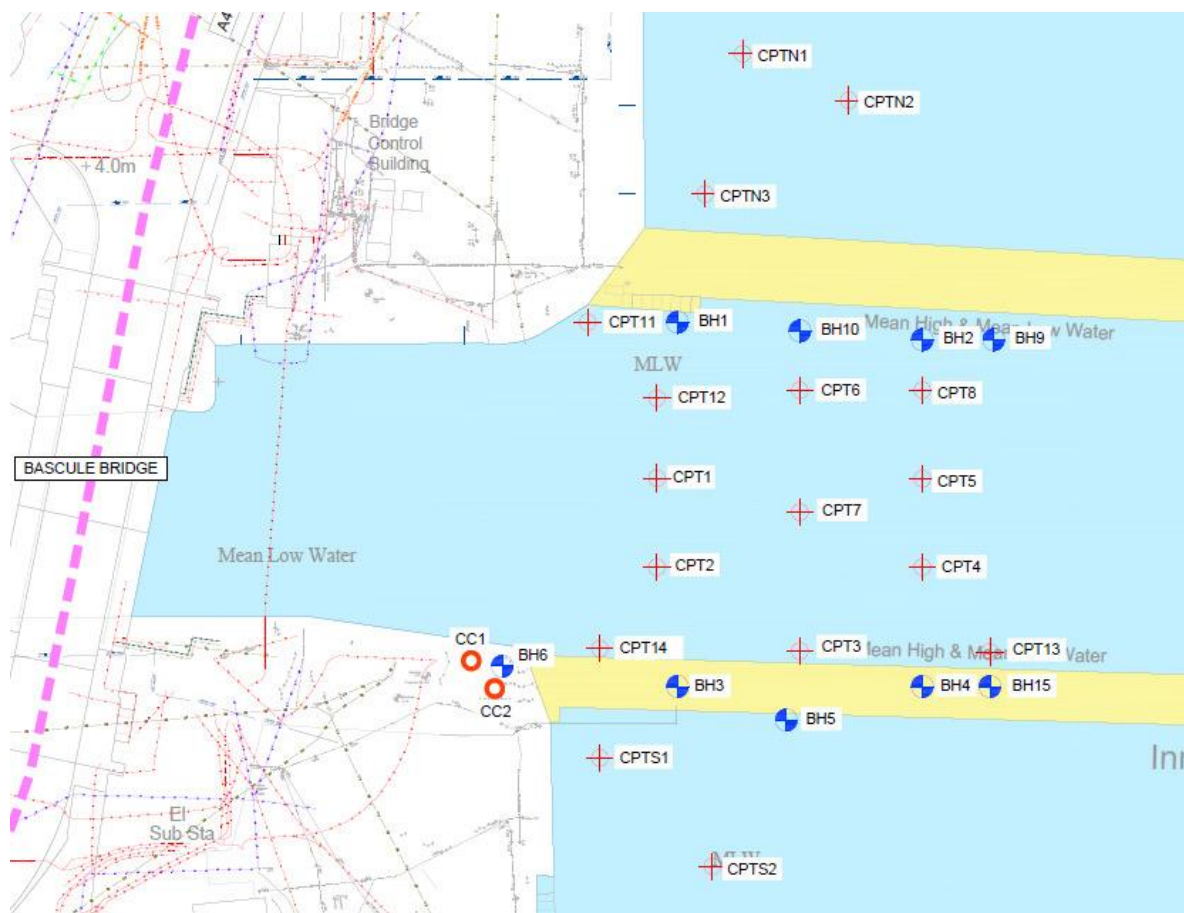 A4
CPTN1
CPTN2
Bridge
Control
Building
+ 4.0m
CPTN3
CPT11
BH1
BH10
Mean High & Mean Low Water
BH2
BH9
MLW
CPT12
CPT6
CPT8
BASCULE BRIDGE
CPT1
CPT5
CPT7
Mean Low Water
CPT2
CPT4
CC1
BH6
CPT14
CPT3
Mean High & Mean Low Water
CPT13
CC2
BH3
BH4
BH15
BH5
CPTS1
Inn
El
Sub Sta
MLW
CPTS2